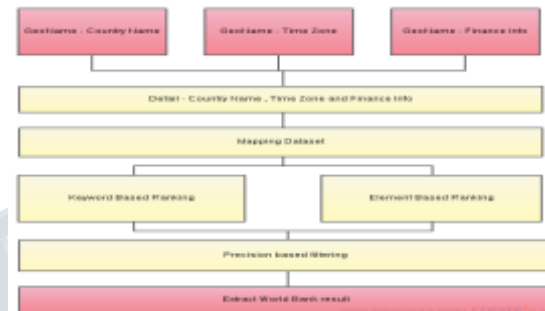 GeoName - Country Name
GeoName - Time Zone
GeoName - Finance Info
Detail - Country Name , Time Zone and Finance Info
Mapping Dataset
Keyword Based Ranking
Element Based Ranking
Precision based filtering
Extract World Bank result